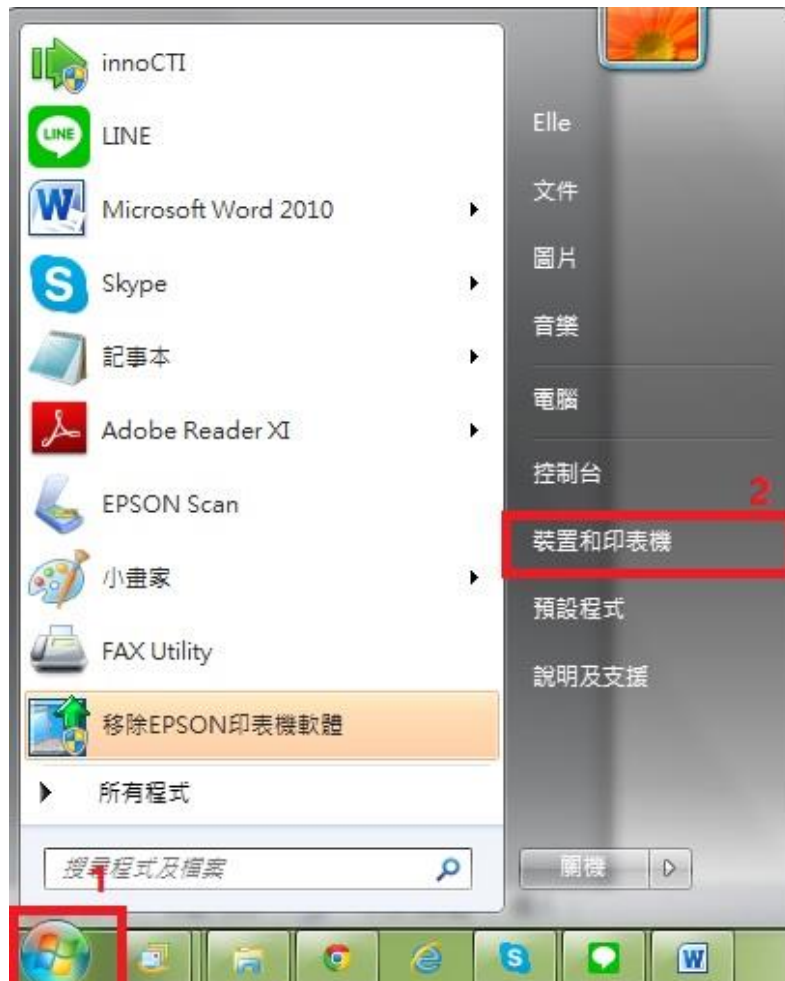 innoCTI
LINE
Microsoft Word 2010
Skype
記事本
Adobe Reader XI
EPSON Scan
小畫家
FAX Utility
移除EPSON印表機軟體
所有程式
搜尋程式及檔案
1
Elle
文件
圖片
音樂
電腦
控制台
2
裝置和印表機
預設程式
說明及支援
關機